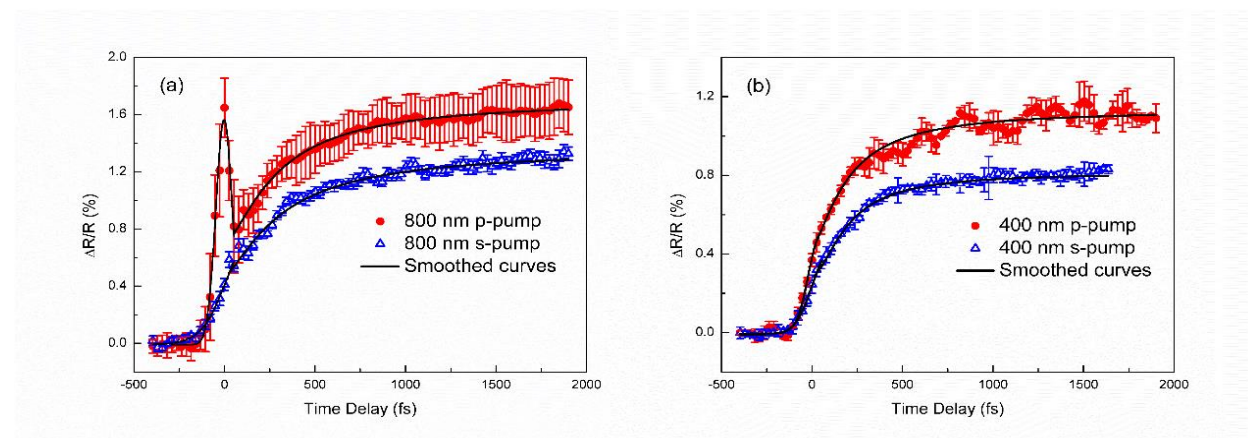 (a)
2.0
1.6
1.2
0.8
0.4
0.0
ΔR/R (%)
800 nm p-pump
800 nm s-pump
Smoothed curves
-500 0 500 1000 1500 2000
Time Delay (fs)
(b)
1.2
0.8
0.4
0.0
ΔR/R (%)
400 nm p-pump
400 nm s-pump
Smoothed curves
-500 0 500 1000 1500 2000
Time Delay (fs)